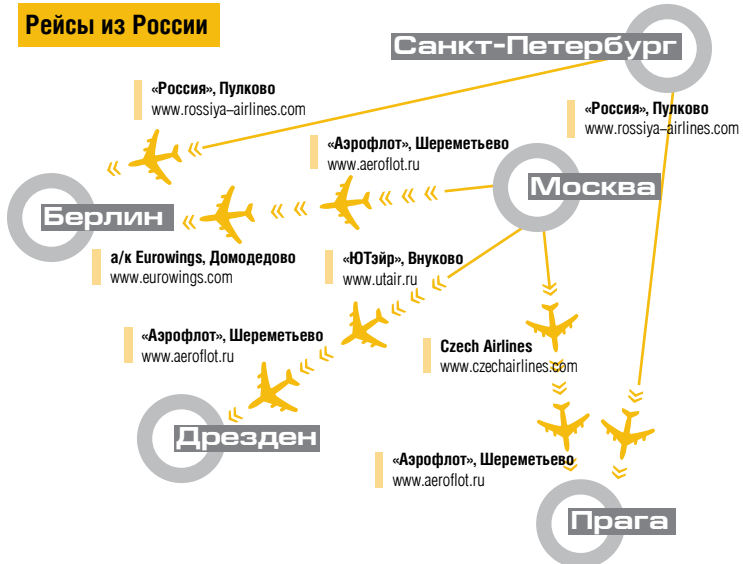 Рейсы из России
Санкт-Петербург
«Россия», Пулково
www.rossiya-airlines.com
«Россия», Пулково
www.rossiya-airlines.com
«Аэрофлот», Шереметьево
www.aeroflot.ru
Москва
Берлин
а/к Eurowings, Домодедово
www.eurowings.com
«ЮТэйр», Внуково
www.utair.ru
«Аэрофлот», Шереметьево
www.aeroflot.ru
Czech Airlines
www.czechairlines.com
Дрезден
«Аэрофлот», Шереметьево
www.aeroflot.ru
Прага